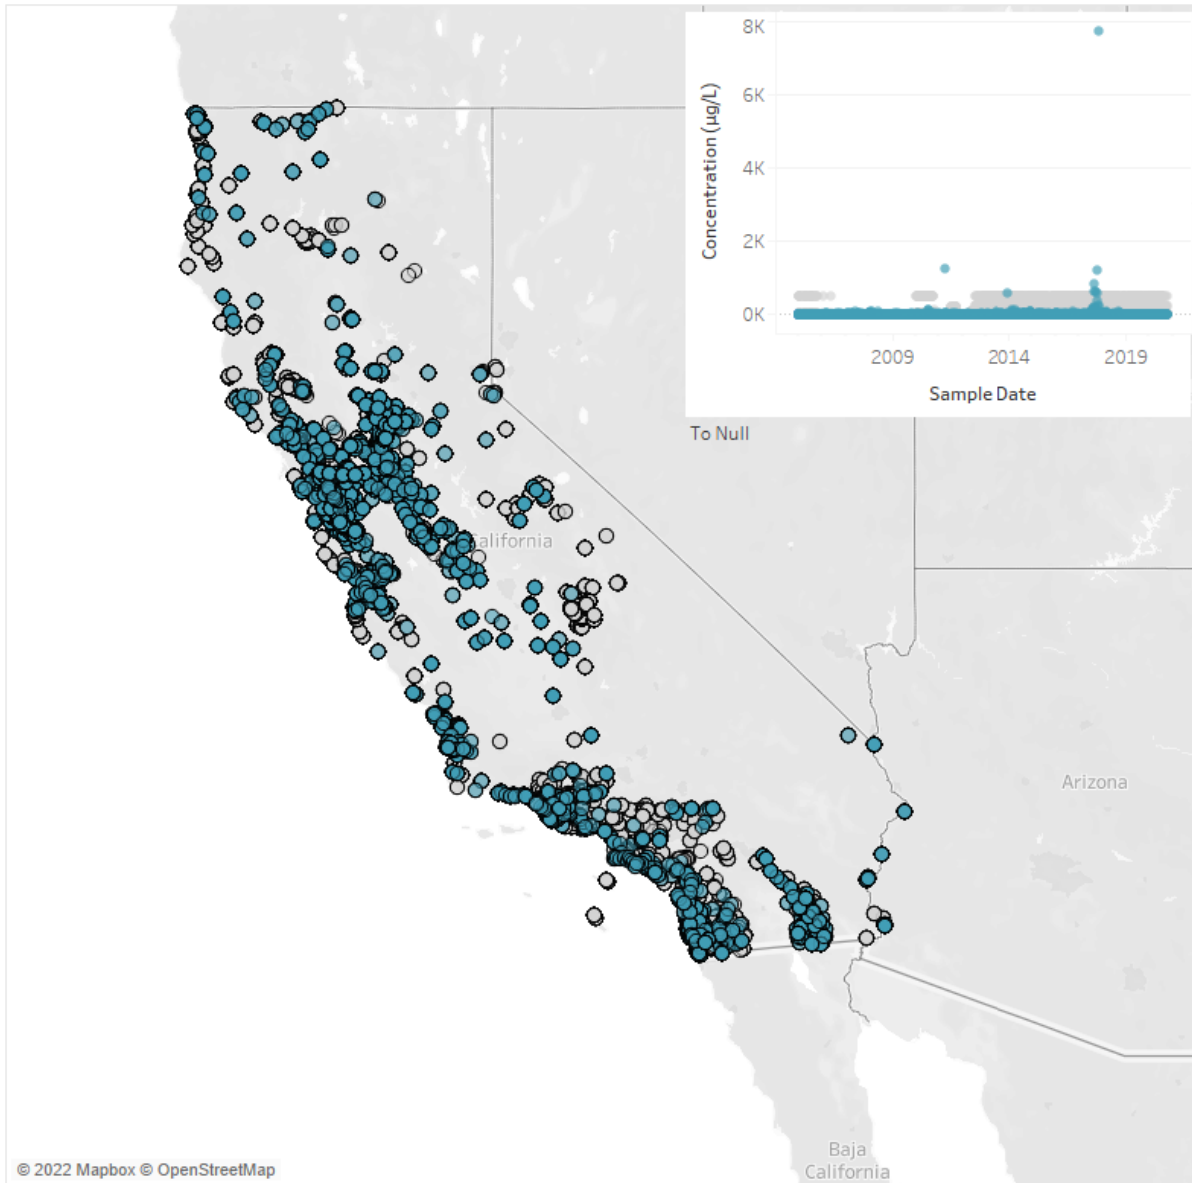 8K
6K
4K
2K
0K
Concentration (µg/L)
2009 2014 2019
Sample Date
To Null
California
Arizona
Baja
California
© 2022 Mapbox © OpenStreetMap